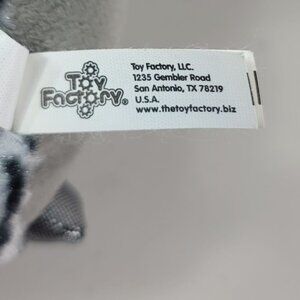 Toy
Factory®
Toy Factory, LLC.
1235 Gembler Road
San Antonio, TX 78219
U.S.A.
www.thetoyfactory.biz